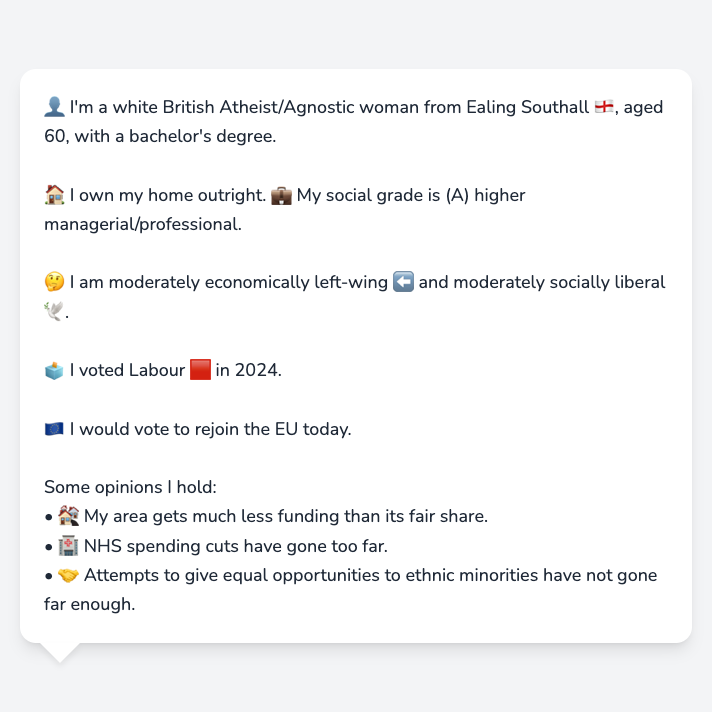 👤 I'm a white British Atheist/Agnostic woman from Ealing Southall 🏴󠁧󠁢󠁥󠁮󠁧󠁿, aged
60, with a bachelor's degree.
🏠 I own my home outright. 💼 My social grade is (A) higher
managerial/professional.
🤔 I am moderately economically left-wing ⬅️ and moderately socially liberal
🕊️.
🗳️ I voted Labour 🟥 in 2024.
🇪🇺 I would vote to rejoin the EU today.
Some opinions I hold:
• 🏘️ My area gets much less funding than its fair share.
• 🏥 NHS spending cuts have gone too far.
• 🤝 Attempts to give equal opportunities to ethnic minorities have not gone
far enough.